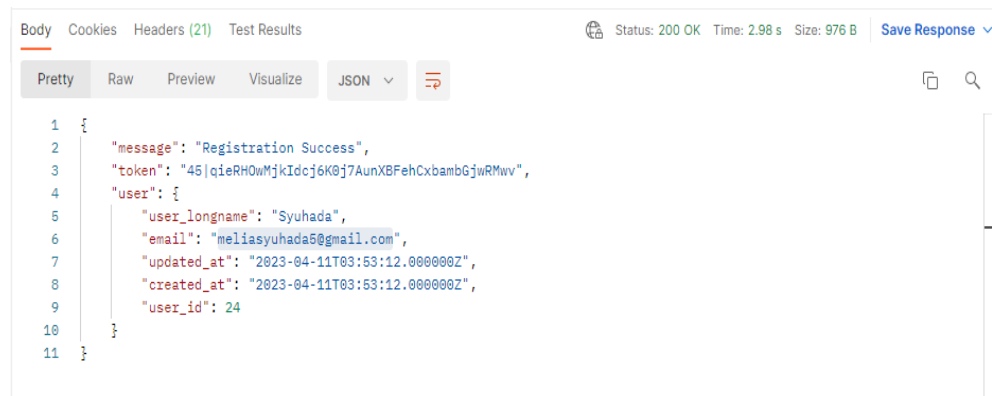 Body Cookies Headers (21) Test Results Status: 200 OK Time: 2.98 s Size: 976 B Save Response
Pretty Raw Preview Visualize JSON
1 {
2 "message": "Registration Success",
3 "token": "45|qieRHOwMjkIdcj6K0j7AunXBFehCxbambGjwRMwv",
4 "user": {
5 "user_longname": "Syuhada",
6 "email": "meliasyuhada5@gmail.com",
7 "updated_at": "2023-04-11T03:53:12.000000Z",
8 "created_at": "2023-04-11T03:53:12.000000Z",
9 "user_id": 24
10 }
11 }